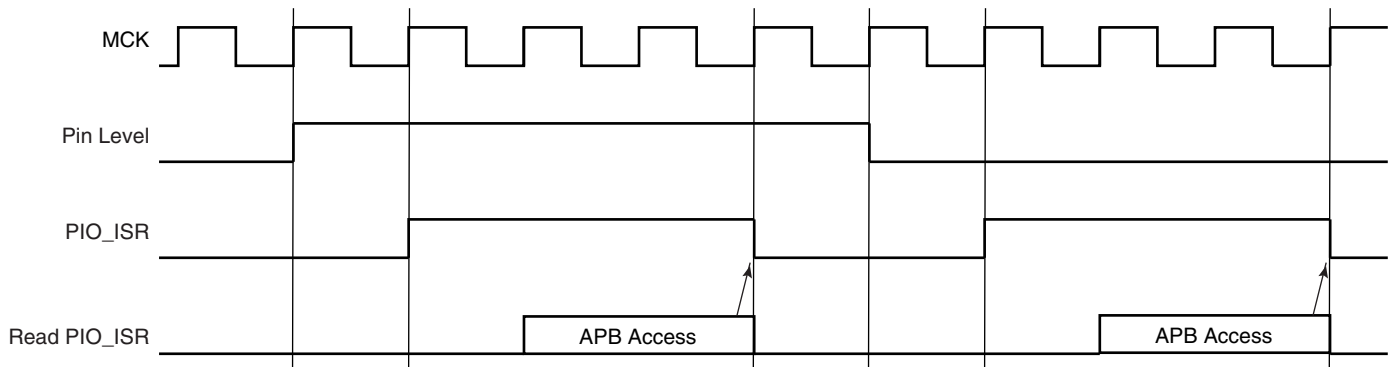 MCK
Pin Level
PIO_ISR
Read PIO_ISR
APB Access
APB Access